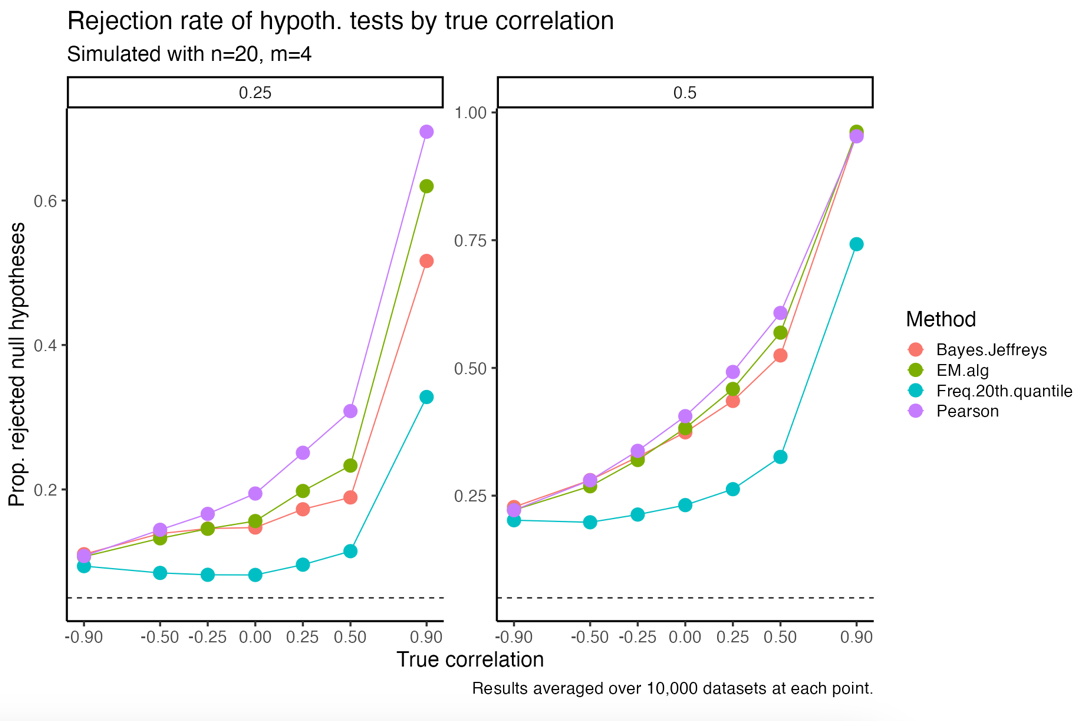 Rejection rate of hypoth. tests by true correlation
Simulated with n=20, m=4
0.25
0.5
Prop. rejected null hypotheses
0.6
0.4
0.2
1.00
0.75
0.50
0.25
-0.90 -0.50 -0.25 0.00 0.25 0.50 0.90
-0.90 -0.50 -0.25 0.00 0.25 0.50 0.90
True correlation
Method
Bayes.Jeffreys
EM.alg
Freq.20th.quantile
Pearson
Results averaged over 10,000 datasets at each point.